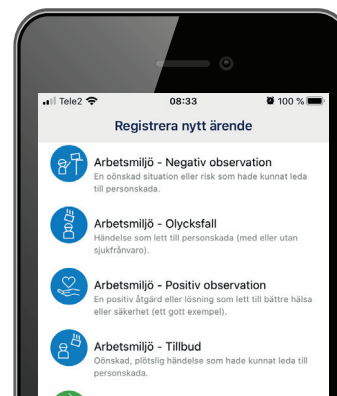 Tele2 08:33 100 %
Registrera nytt ärende
Arbetsmiljö - Negativ observation
En oönskad situation eller risk som hade kunnat leda
till personskada.
Arbetsmiljö - Olycksfall
Händelse som lett till personskada (med eller utan
sjukfrånvaro).
Arbetsmiljö - Positiv observation
En positiv åtgärd eller lösning som lett till bättre hälsa
eller säkerhet (ett gott exempel).
Arbetsmiljö - Tillbud
Oönskad, plötslig händelse som hade kunnat leda till
personskada.